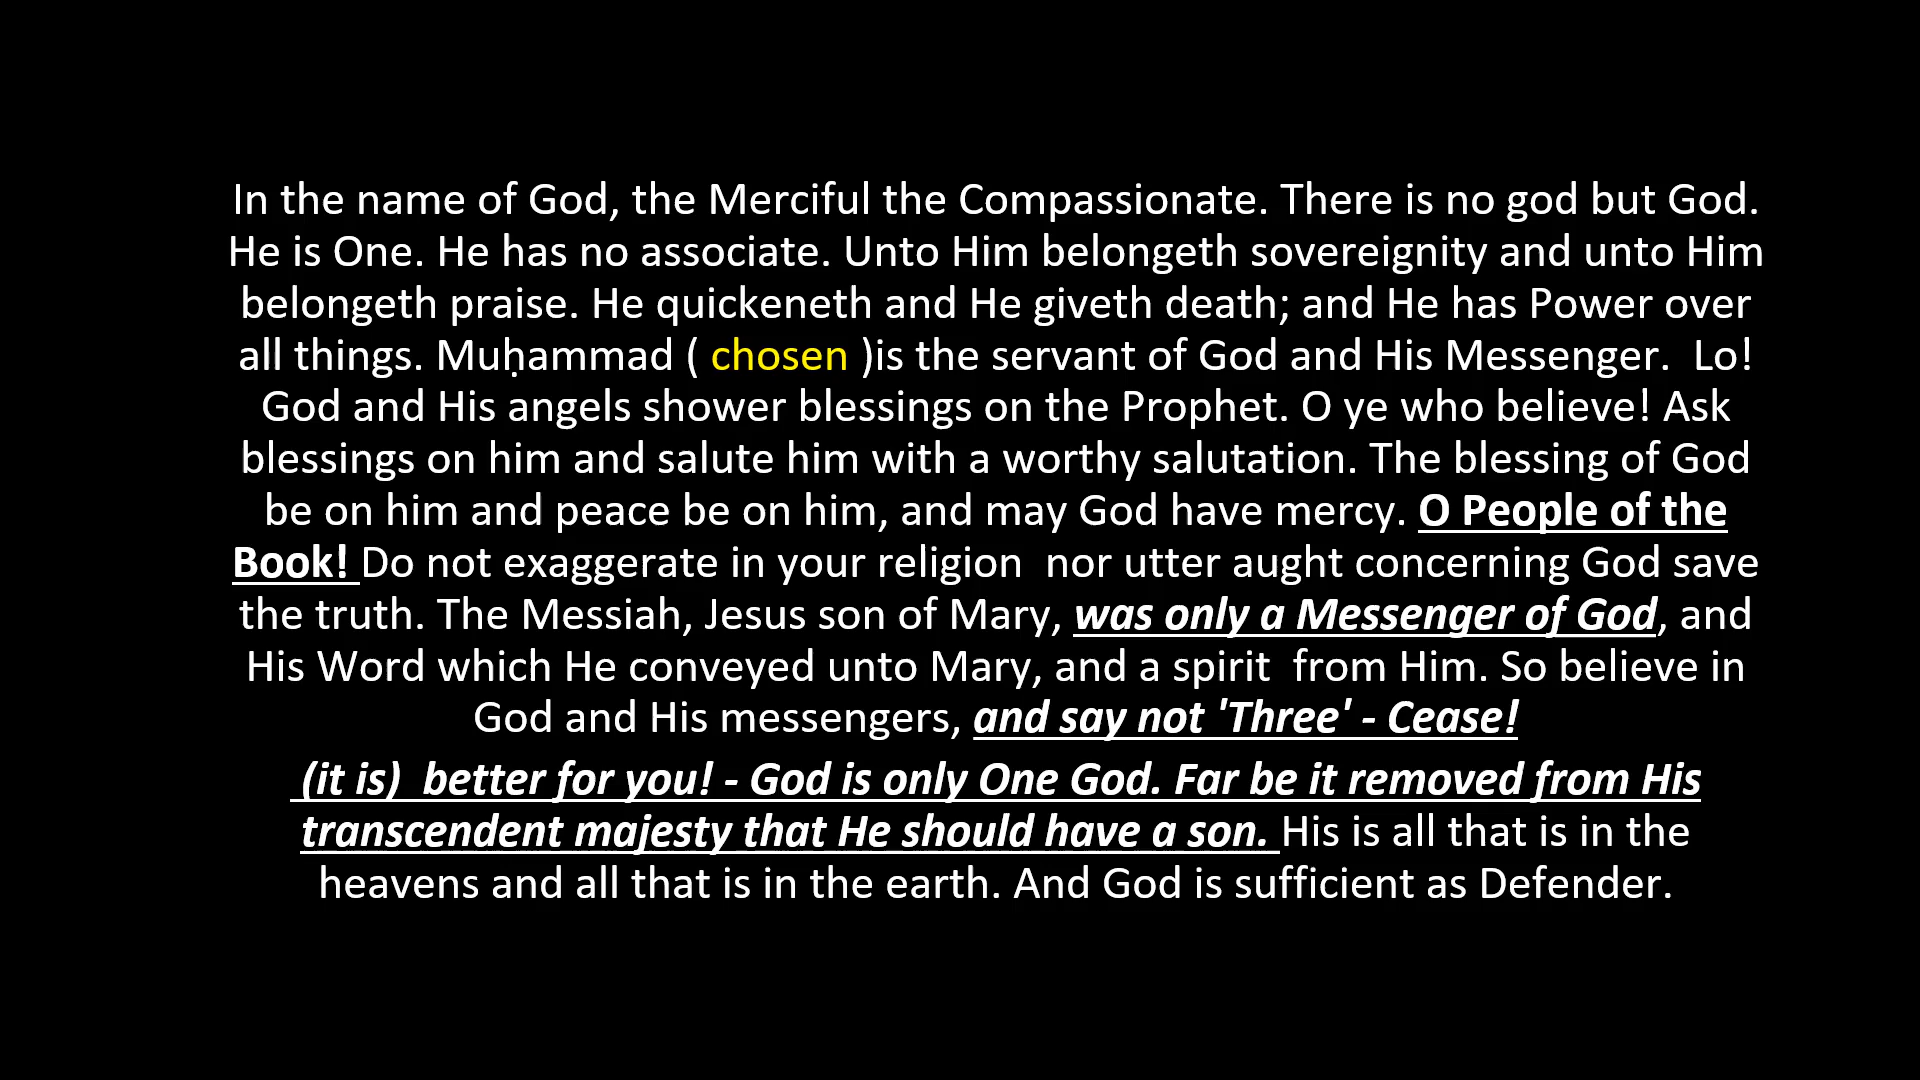 In the name of God, the Merciful the Compassionate. There is no god but God.
He is One. He has no associate. Unto Him belongeth sovereignity and unto Him
belongeth praise. He quickeneth and He giveth death; and He has Power over
all things. Muḥammad ( chosen )is the servant of God and His Messenger.  Lo!
God and His angels shower blessings on the Prophet. O ye who believe! Ask
blessings on him and salute him with a worthy salutation. The blessing of God
be on him and peace be on him, and may God have mercy. O People of the
Book! Do not exaggerate in your religion  nor utter aught concerning God save
the truth. The Messiah, Jesus son of Mary, was only a Messenger of God, and
His Word which He conveyed unto Mary, and a spirit  from Him. So believe in
God and His messengers, and say not 'Three' - Cease!
(it is)  better for you! - God is only One God. Far be it removed from His
transcendent majesty that He should have a son. His is all that is in the
heavens and all that is in the earth. And God is sufficient as Defender.